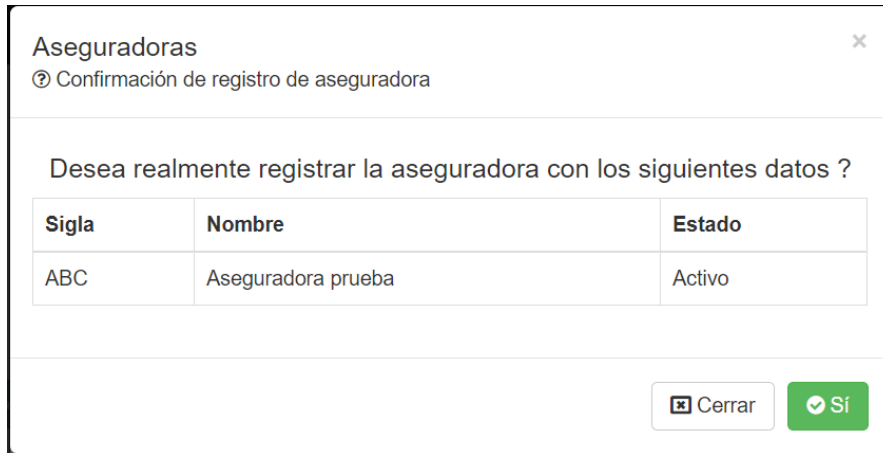 Aseguradoras
Confirmación de registro de aseguradora
Desea realmente registrar la aseguradora con los siguientes datos ?
Sigla Nombre Estado
ABC Aseguradora prueba Activo
Cerrar Sí